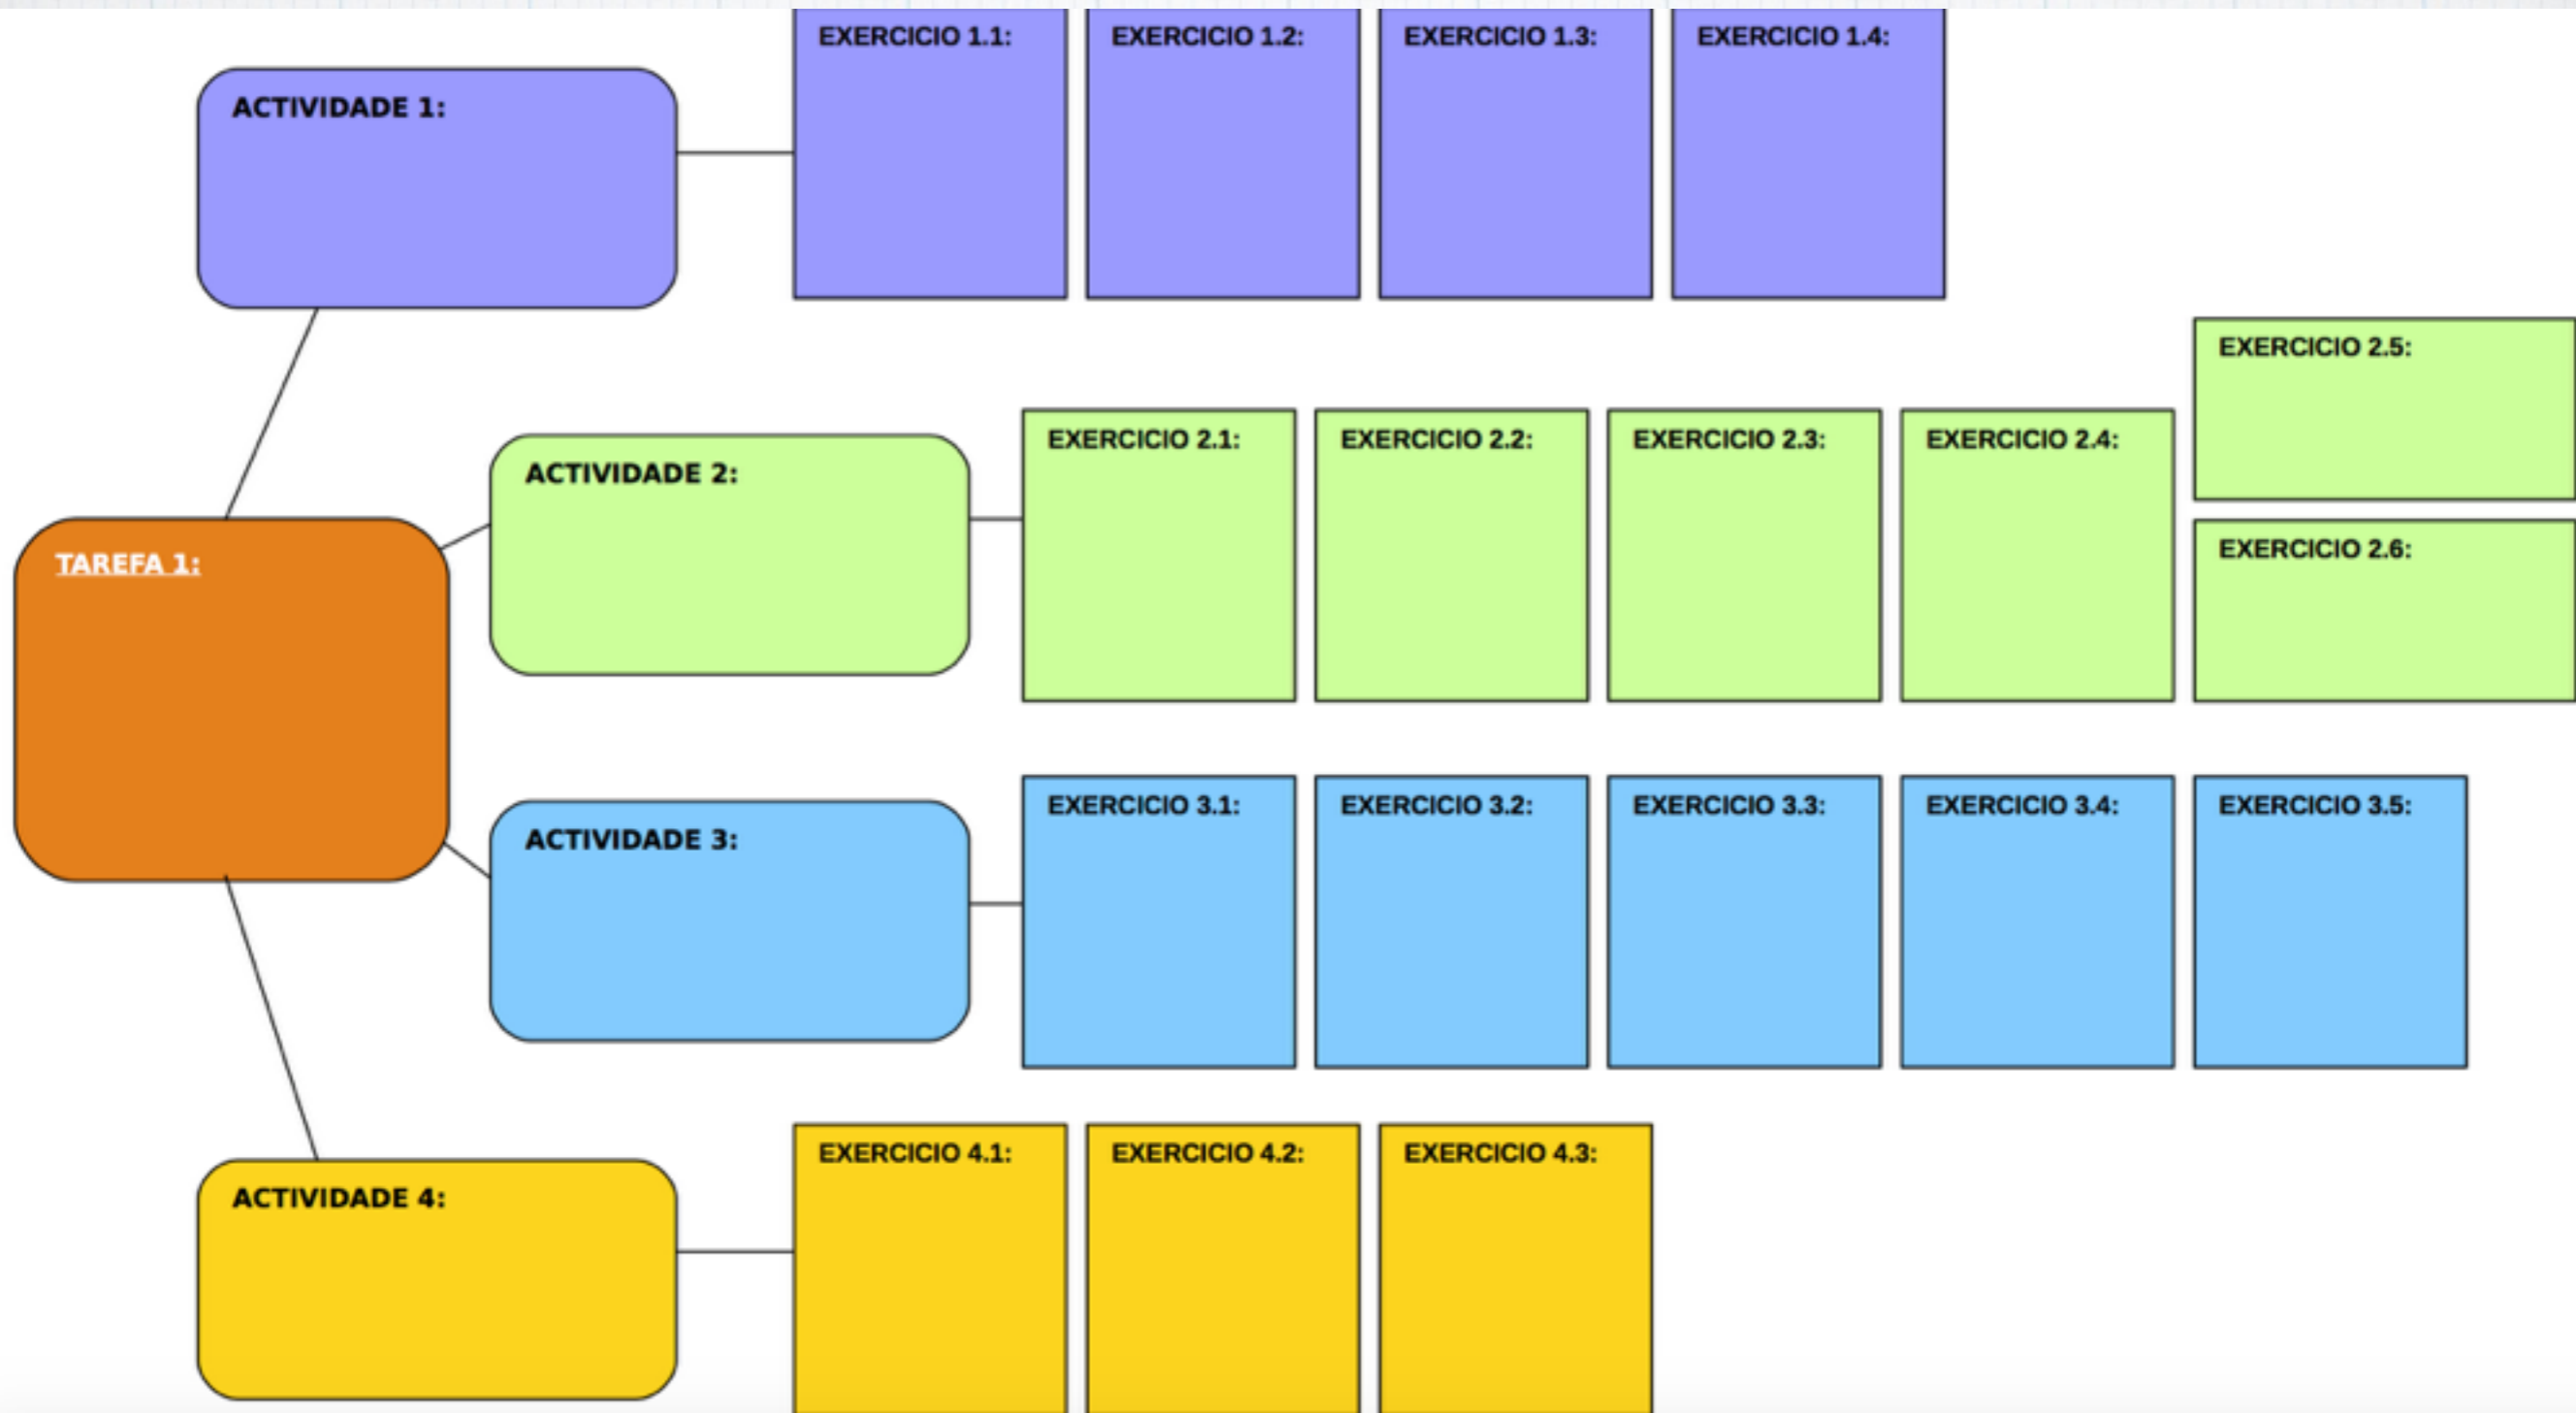 EXERCICIO 1.1:
EXERCICIO 1.2:
EXERCICIO 1.3:
EXERCICIO 1.4:
ACTIVIDADE 1:
EXERCICIO 2.5:
EXERCICIO 2.1:
EXERCICIO 2.2:
EXERCICIO 2.3:
EXERCICIO 2.4:
ACTIVIDADE 2:
EXERCICIO 2.6:
TAREFA 1:
EXERCICIO 3.1:
EXERCICIO 3.2:
EXERCICIO 3.3:
EXERCICIO 3.4:
EXERCICIO 3.5:
ACTIVIDADE 3:
EXERCICIO 4.1:
EXERCICIO 4.2:
EXERCICIO 4.3:
ACTIVIDADE 4: